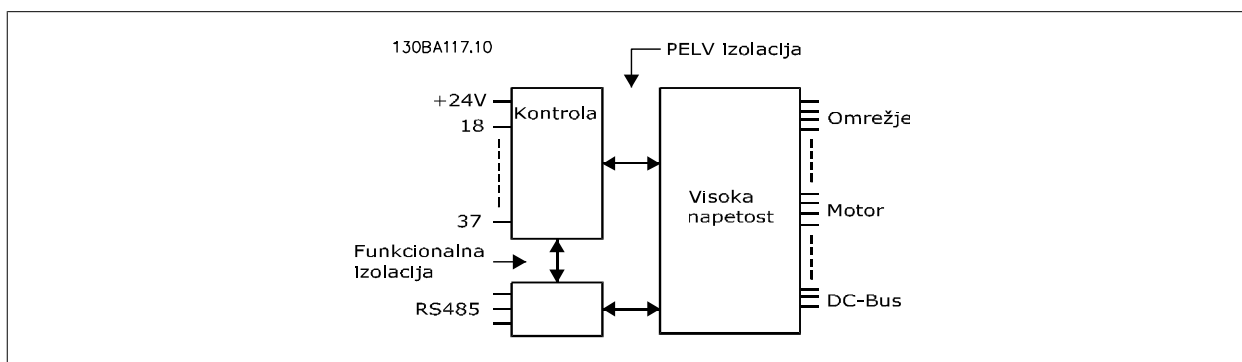 130BA117.10
PELV izolacija
+24V
Kontrola
18
37
Omrežje
Visoka
napetost
Motor
Funkcionalna
izolacija
RS485
DC-Bus